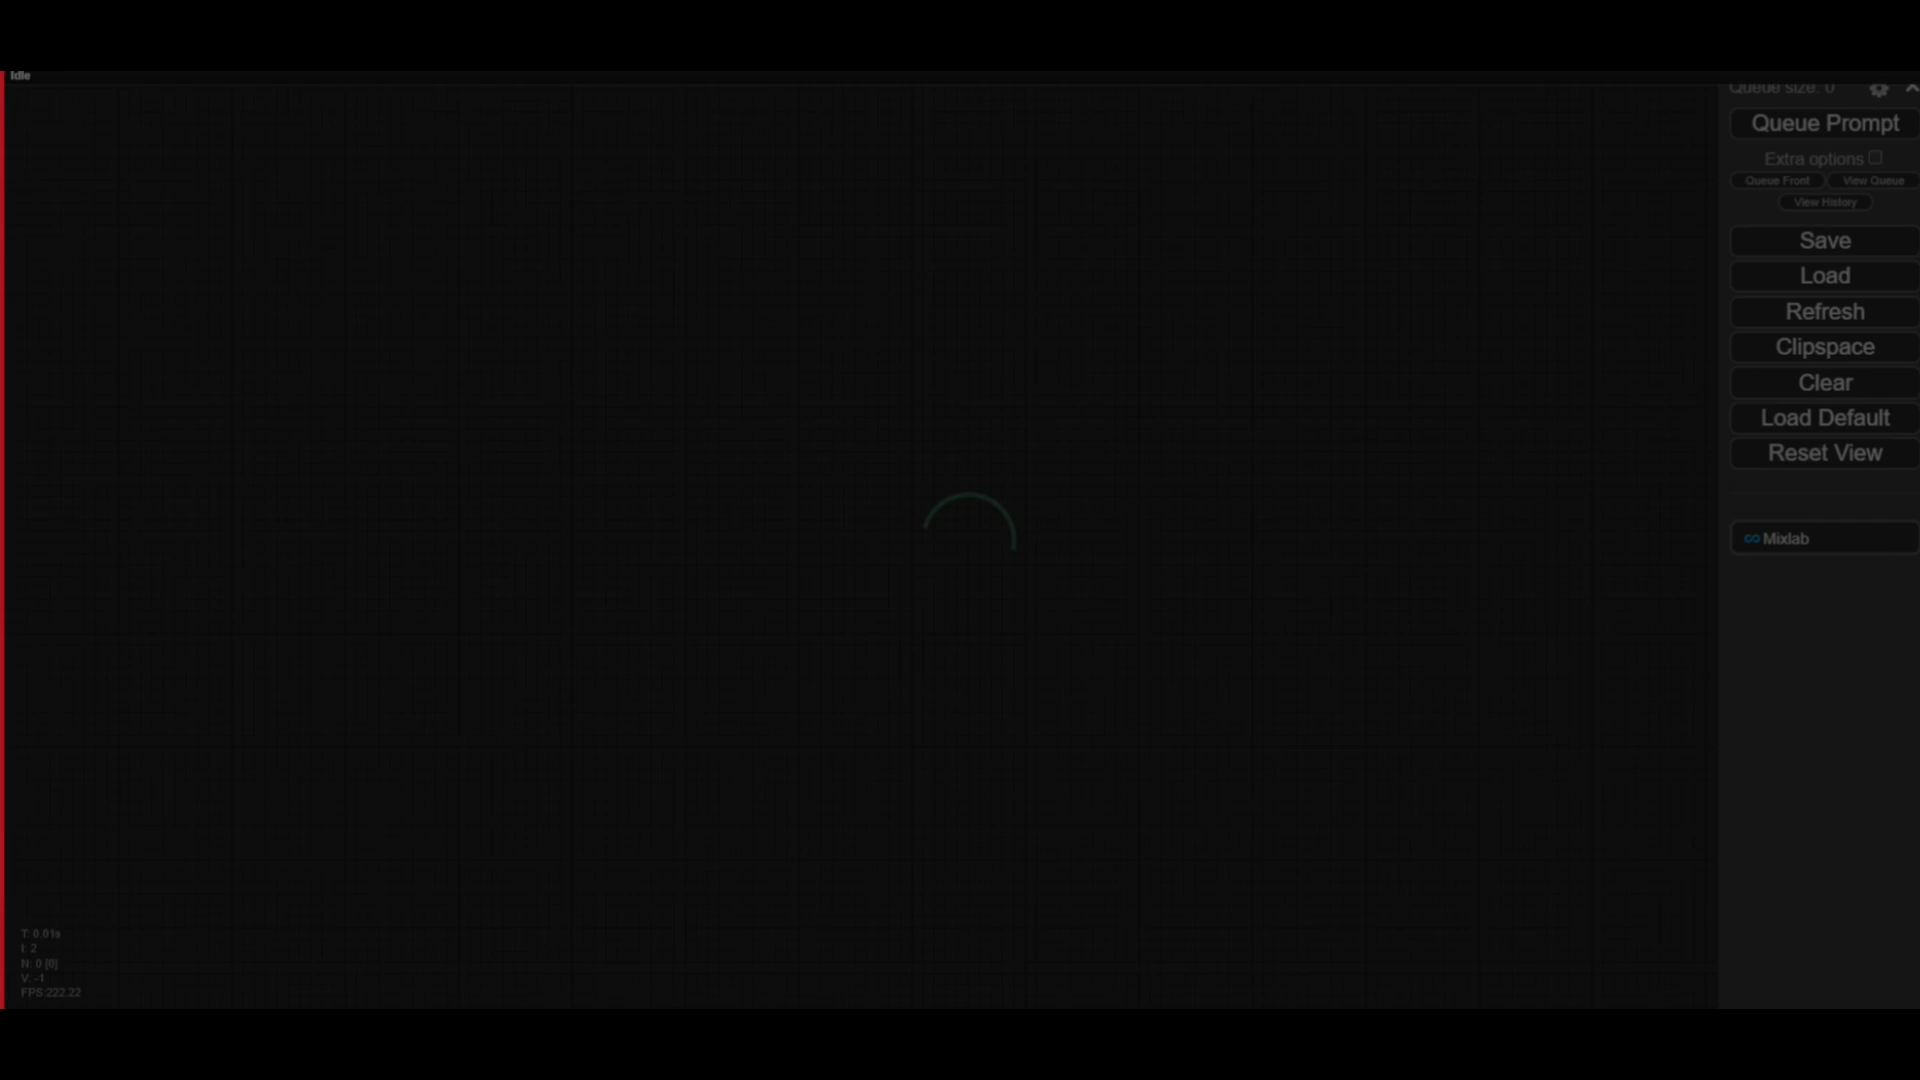 Idle
Queue size: 0
Queue Prompt
Extra options
Queue Front View Queue
View History
Save
Load
Refresh
Clipspace
Clear
Load Default
Reset View
Mixlab
T: 0.01s
I: 2
N: 0 [0]
V: -1
FPS:222.22